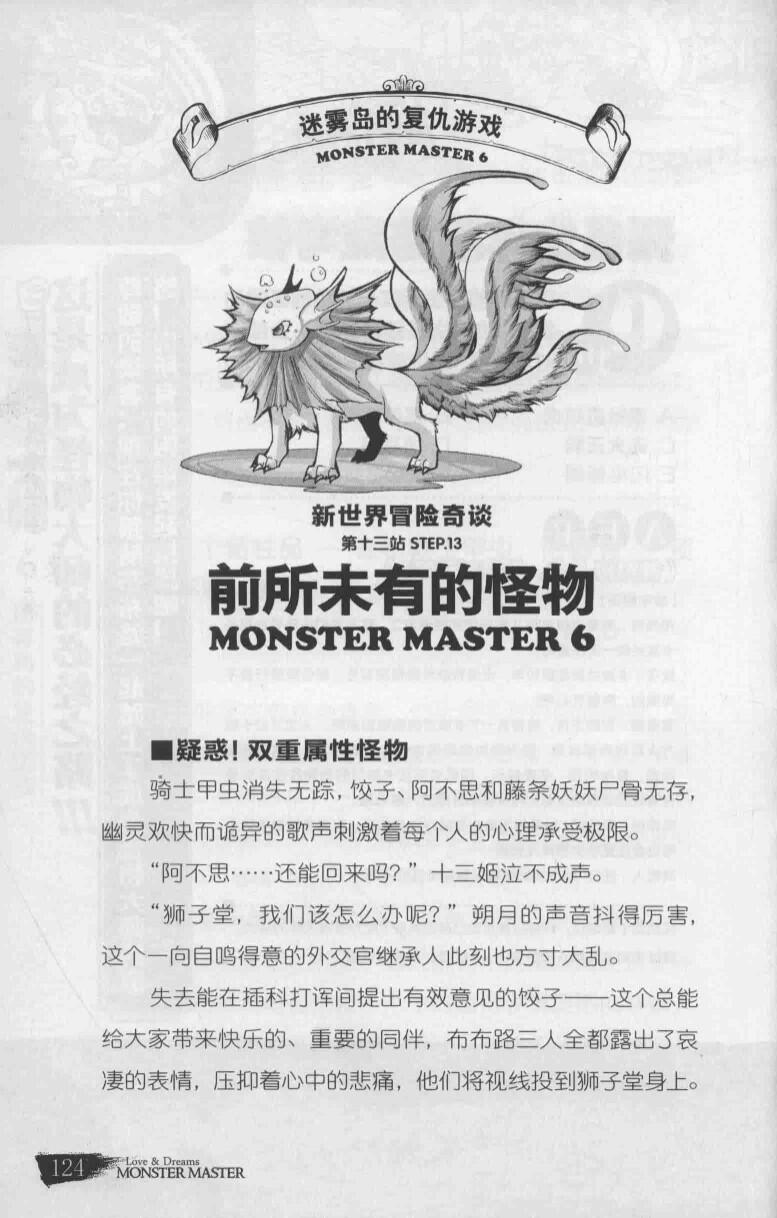 迷雾岛的复仇游戏
MONSTER MASTER 6
新世界冒险奇谈
第十三站 STEP.13
前所未有的怪物
MONSTER MASTER 6
■疑惑！双重属性怪物
骑士甲虫消失无踪，饺子、阿不思和藤条妖妖尸骨无存，
幽灵欢快而诡异的歌声刺激着每个人的心理承受极限。
“阿不思……还能回来吗？”十三姬泣不成声。
“狮子堂，我们该怎么办呢？”朔月的声音抖得厉害，
这个一向自鸣得意的外交官继承人此刻也方寸大乱。
失去能在插科打诨间提出有效意见的饺子——这个总能
给大家带来快乐的、重要的同伴，布布路三人全都露出了哀
凄的表情，压抑着心中的悲痛，他们将视线投到狮子堂身上。
124
Love & Dreams
MONSTER MASTER